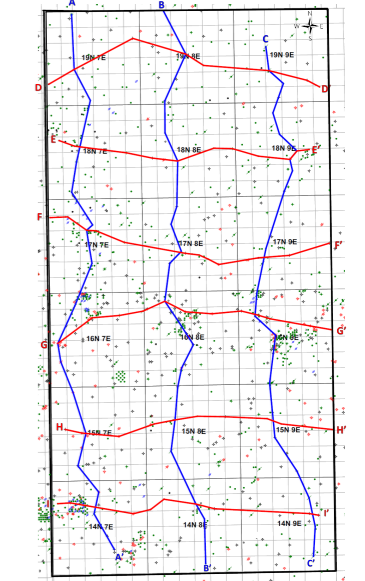 A
B
C
N
W E
S
19N 7E
19N 8E
19N 9E
D
D'
E
E'
18N 7E
18N 8E
18N 9E
F
F'
17N 7E
17N 8E
17N 9E
G
G'
16N 7E
16N 8E
16N 9E
H
H'
15N 7E
15N 8E
15N 9E
I
I'
14N 7E
14N 8E
14N 9E
A'
B'
C'